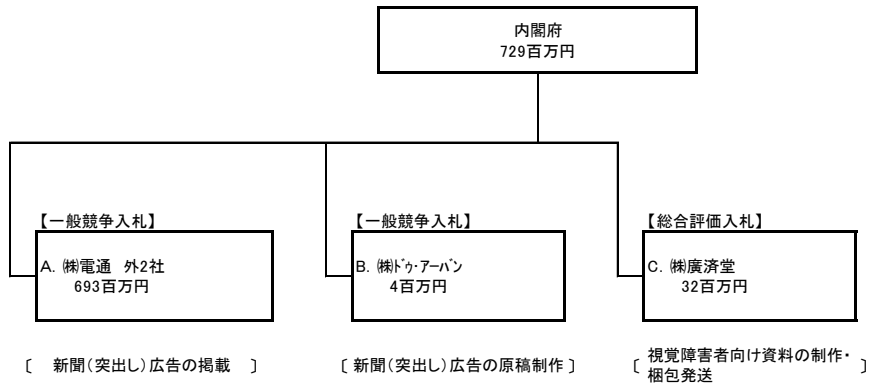 内閣府
729百万円
【一般競争入札】
A. ㈱電通 外2社
693百万円
〔 新聞(突出し)広告の掲載 〕
【一般競争入札】
B. ㈱ﾄﾞｩ･ｱｰﾊﾞﾝ
4百万円
〔 新聞(突出し)広告の原稿制作 〕
【総合評価入札】
C. ㈱廣済堂
32百万円
〔 視覚障害者向け資料の制作・
梱包発送 〕